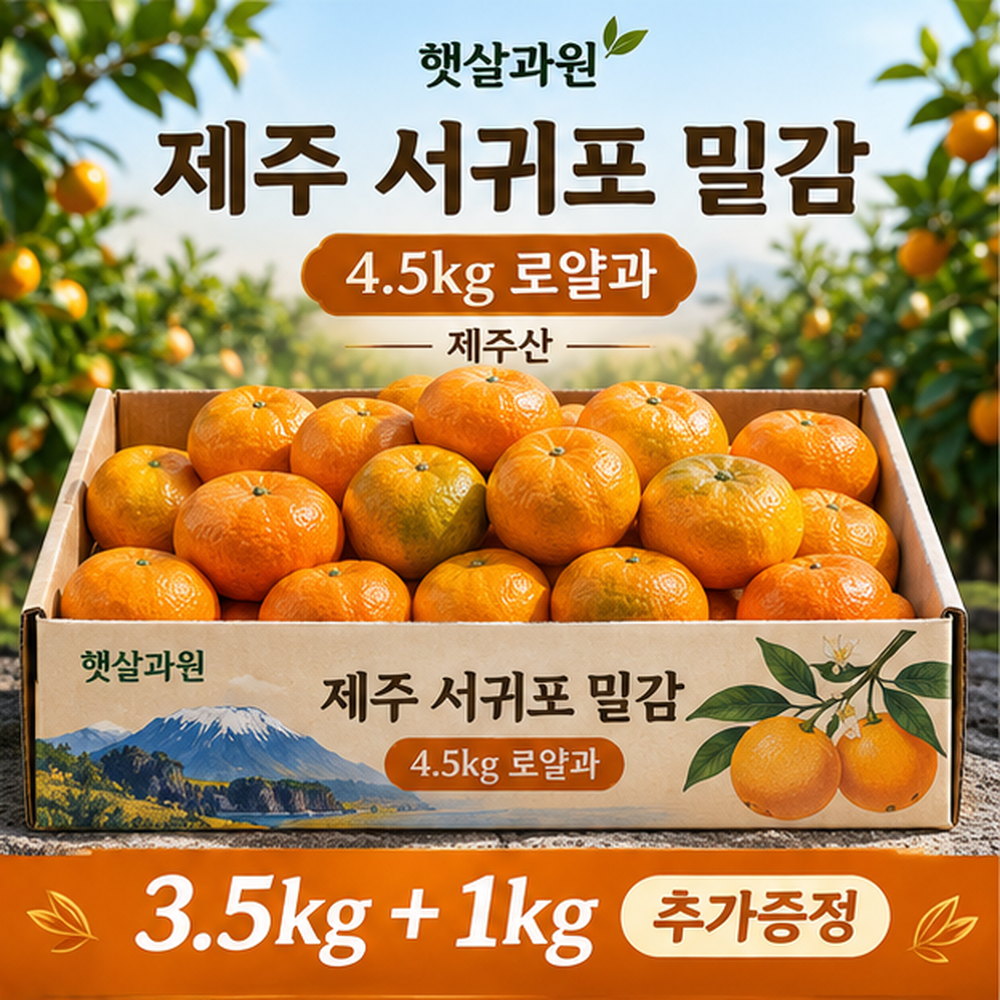 햇살과원
제주 서귀포 밀감
4.5kg 로얄과
제주산
햇살과원
제주 서귀포 밀감
4.5kg 로얄과
3.5kg + 1kg 추가증정